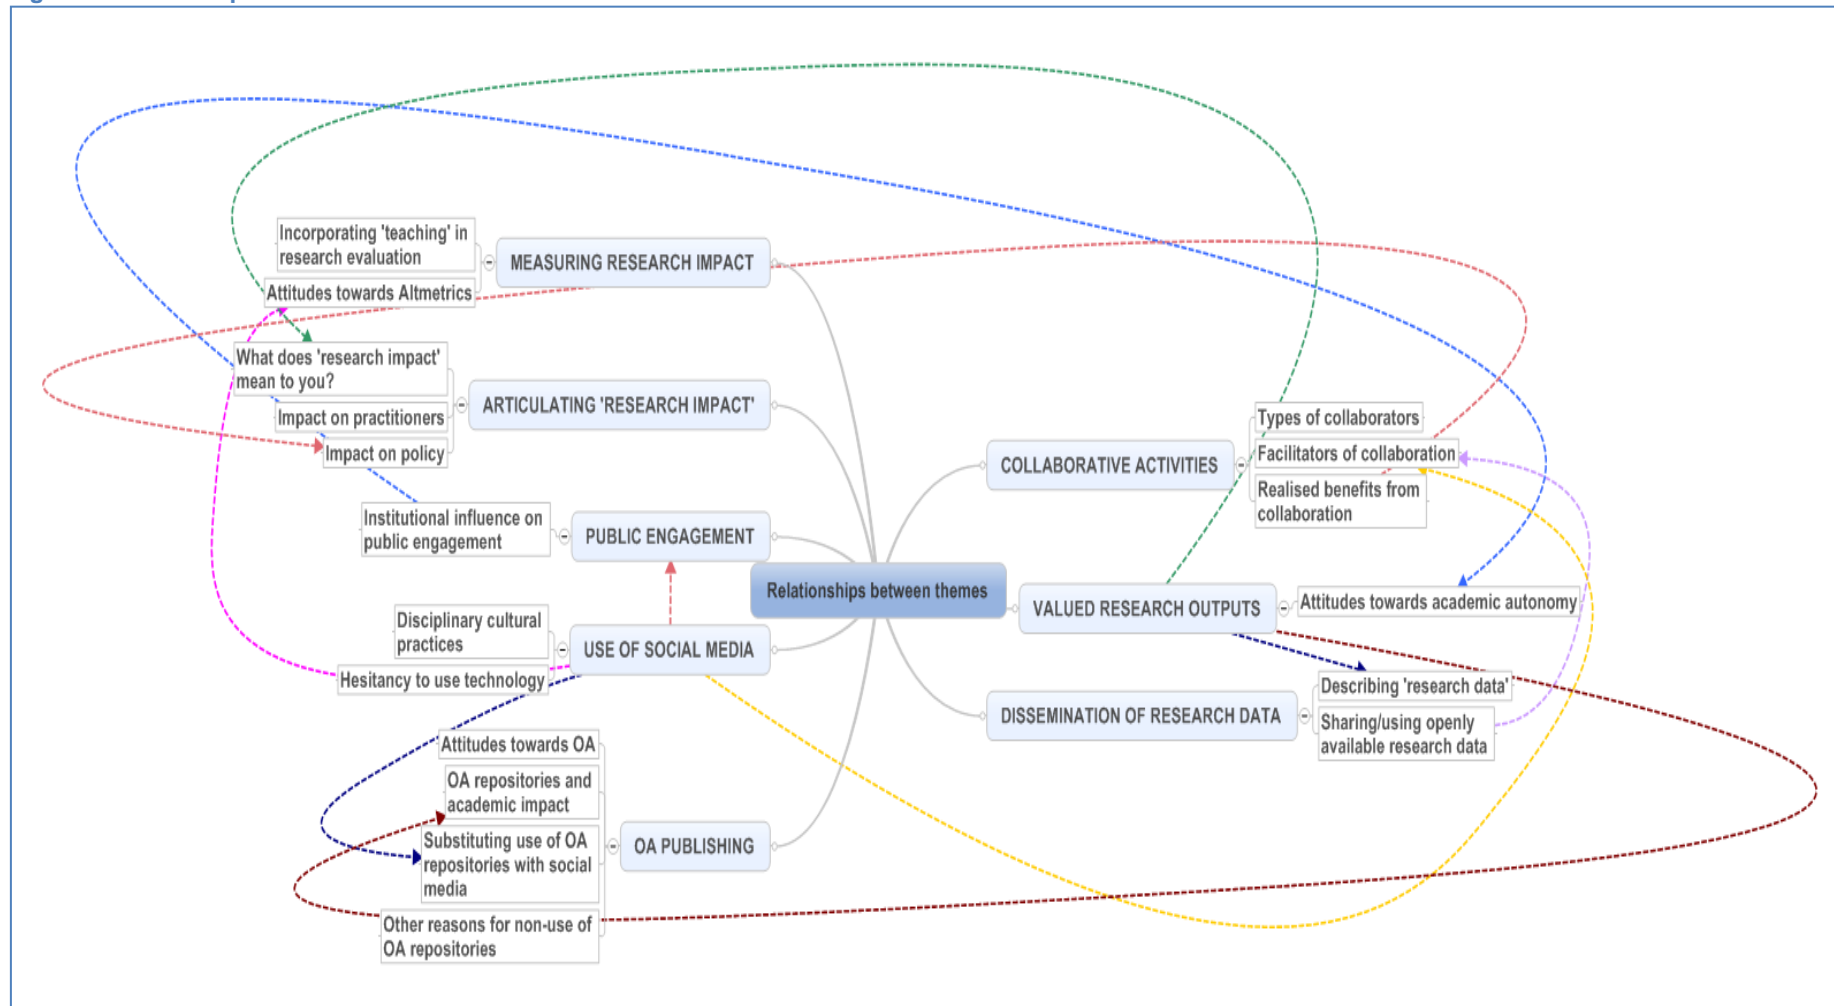 Incorporating 'teaching' in
research evaluation
MEASURING RESEARCH IMPACT
Attitudes towards Altmetrics
What does 'research impact'
mean to you?
ARTICULATING 'RESEARCH IMPACT'
Impact on practitioners
Impact on policy
Institutional influence on
public engagement
PUBLIC ENGAGEMENT
Relationships between themes
Disciplinary cultural
practices
USE OF SOCIAL MEDIA
Hesitancy to use technology
Attitudes towards OA
OA repositories and
academic impact
OA PUBLISHING
Substituting use of OA
repositories with social
media
Other reasons for non-use of
OA repositories
Types of collaborators
COLLABORATIVE ACTIVITIES
Facilitators of collaboration
Realised benefits from
collaboration
VALUED RESEARCH OUTPUTS
Attitudes towards academic autonomy
Describing 'research data'
DISSEMINATION OF RESEARCH DATA
Sharing/using openly
available research data